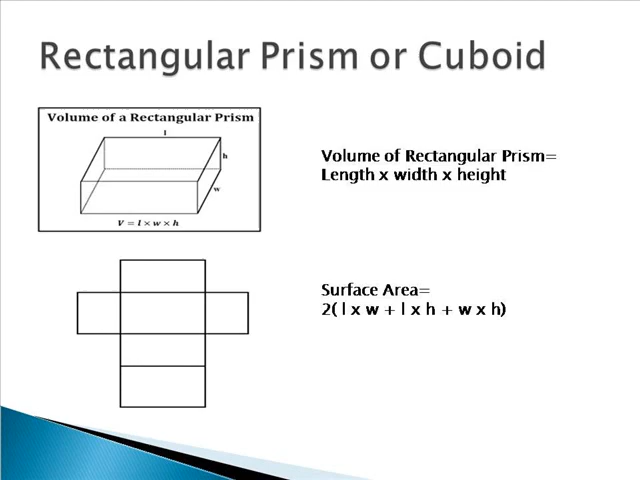 Rectangular Prism or Cuboid
Volume of a Rectangular Prism
l
h
w
V = l × w × h
Volume of Rectangular Prism=
Length x width x height
Surface Area=
2( l x w + l x h + w x h)